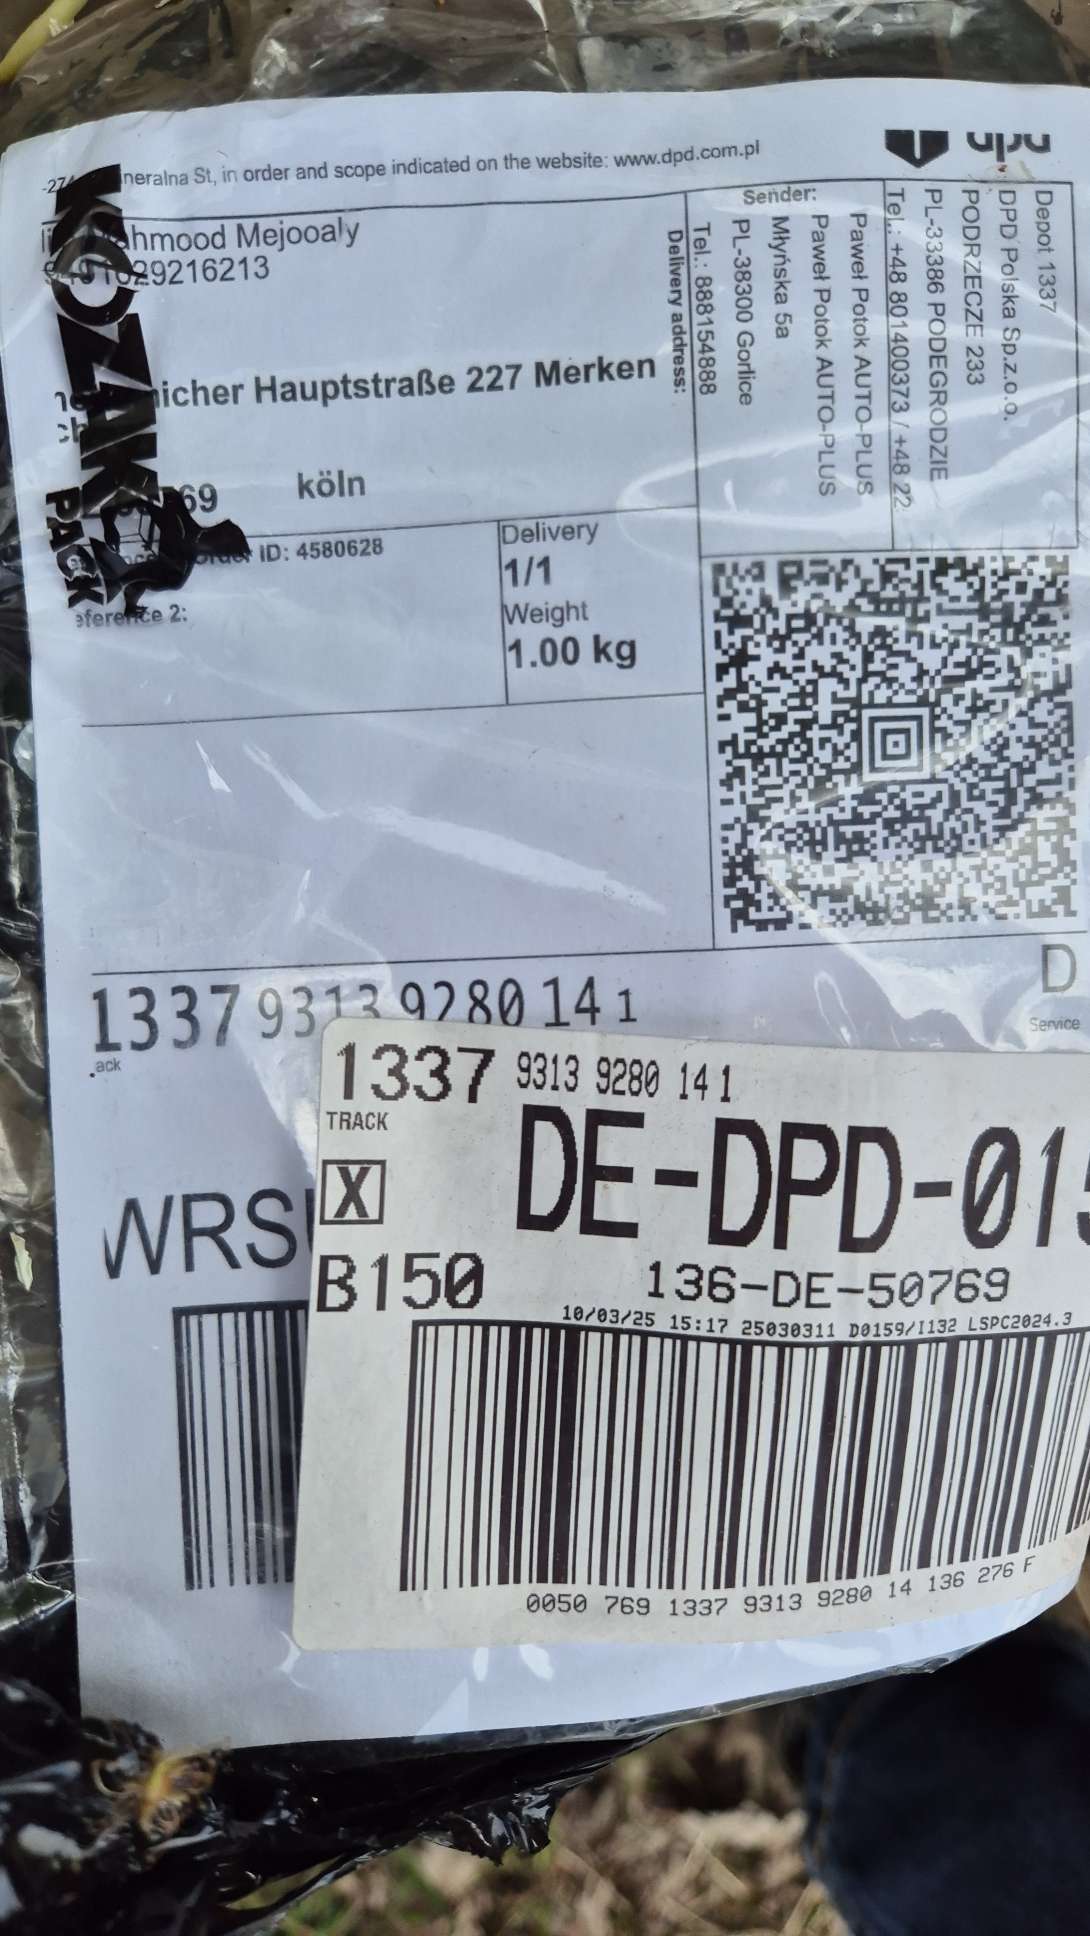 dpd
neralna St, in order and scope indicated on the website: www.dpd.com.pl
Depot 1337
DPD Polska Sp.z.o.o.
PODRZECZE 233
PL-33386 PODEGRODZIE
Tel.: +48 801400373 / +48 22
Sender:
Paweł Potok AUTO-PLUS
Paweł Potok AUTO-PLUS
Młyńska 5a
PL-38300 Gorlice
Tel.: 888154888
Delivery address:
ahmood Mejooaly
29216213
icher Hauptstraße 227 Merken
69 köln
order ID: 4580628
eference 2:
KOZAK
PACK
Delivery
1/1
Weight
1.00 kg
D
Service
1337 9313 9280 14 1
ack
WRS
1337 9313 9280 14 1
TRACK
DE-DPD-015
X
B150
136-DE-50769
10/03/25 15:17 25030311 D0159/I132 LSPC2024.3
0050 769 1337 9313 9280 14 136 276 F